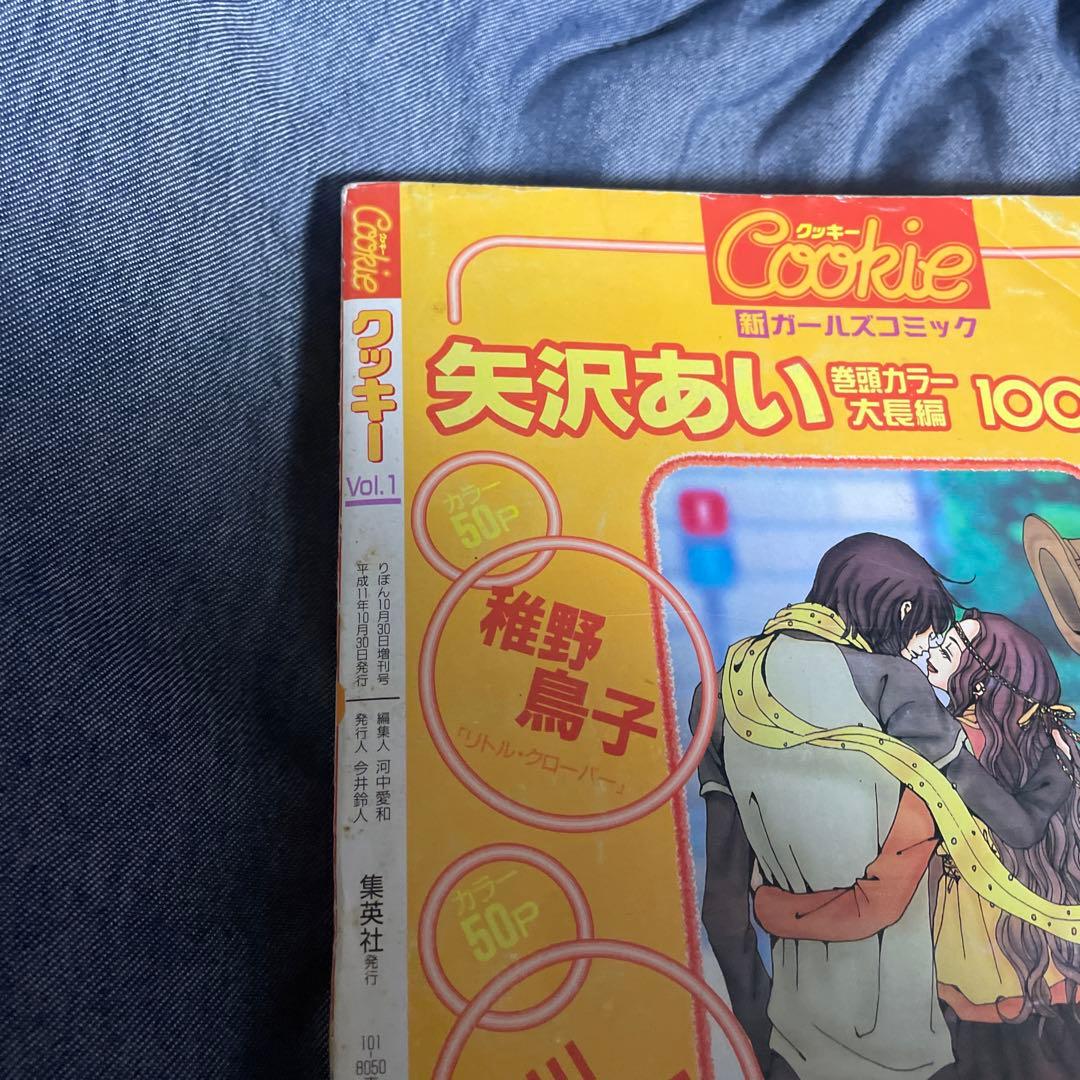 クッキー
Cookie
クッキー
Vol.1
りぼん10月30日増刊号
平成11年10月30日発行
編集人 河中愛和
発行人 今井鈴人
集英社発行
101-8050
クッキー
Cookie
新ガールズコミック
矢沢あい
巻頭カラー
大長編
100
カラー
50P
稚野
鳥子
「リトル・クローバー」
カラー
50P
川